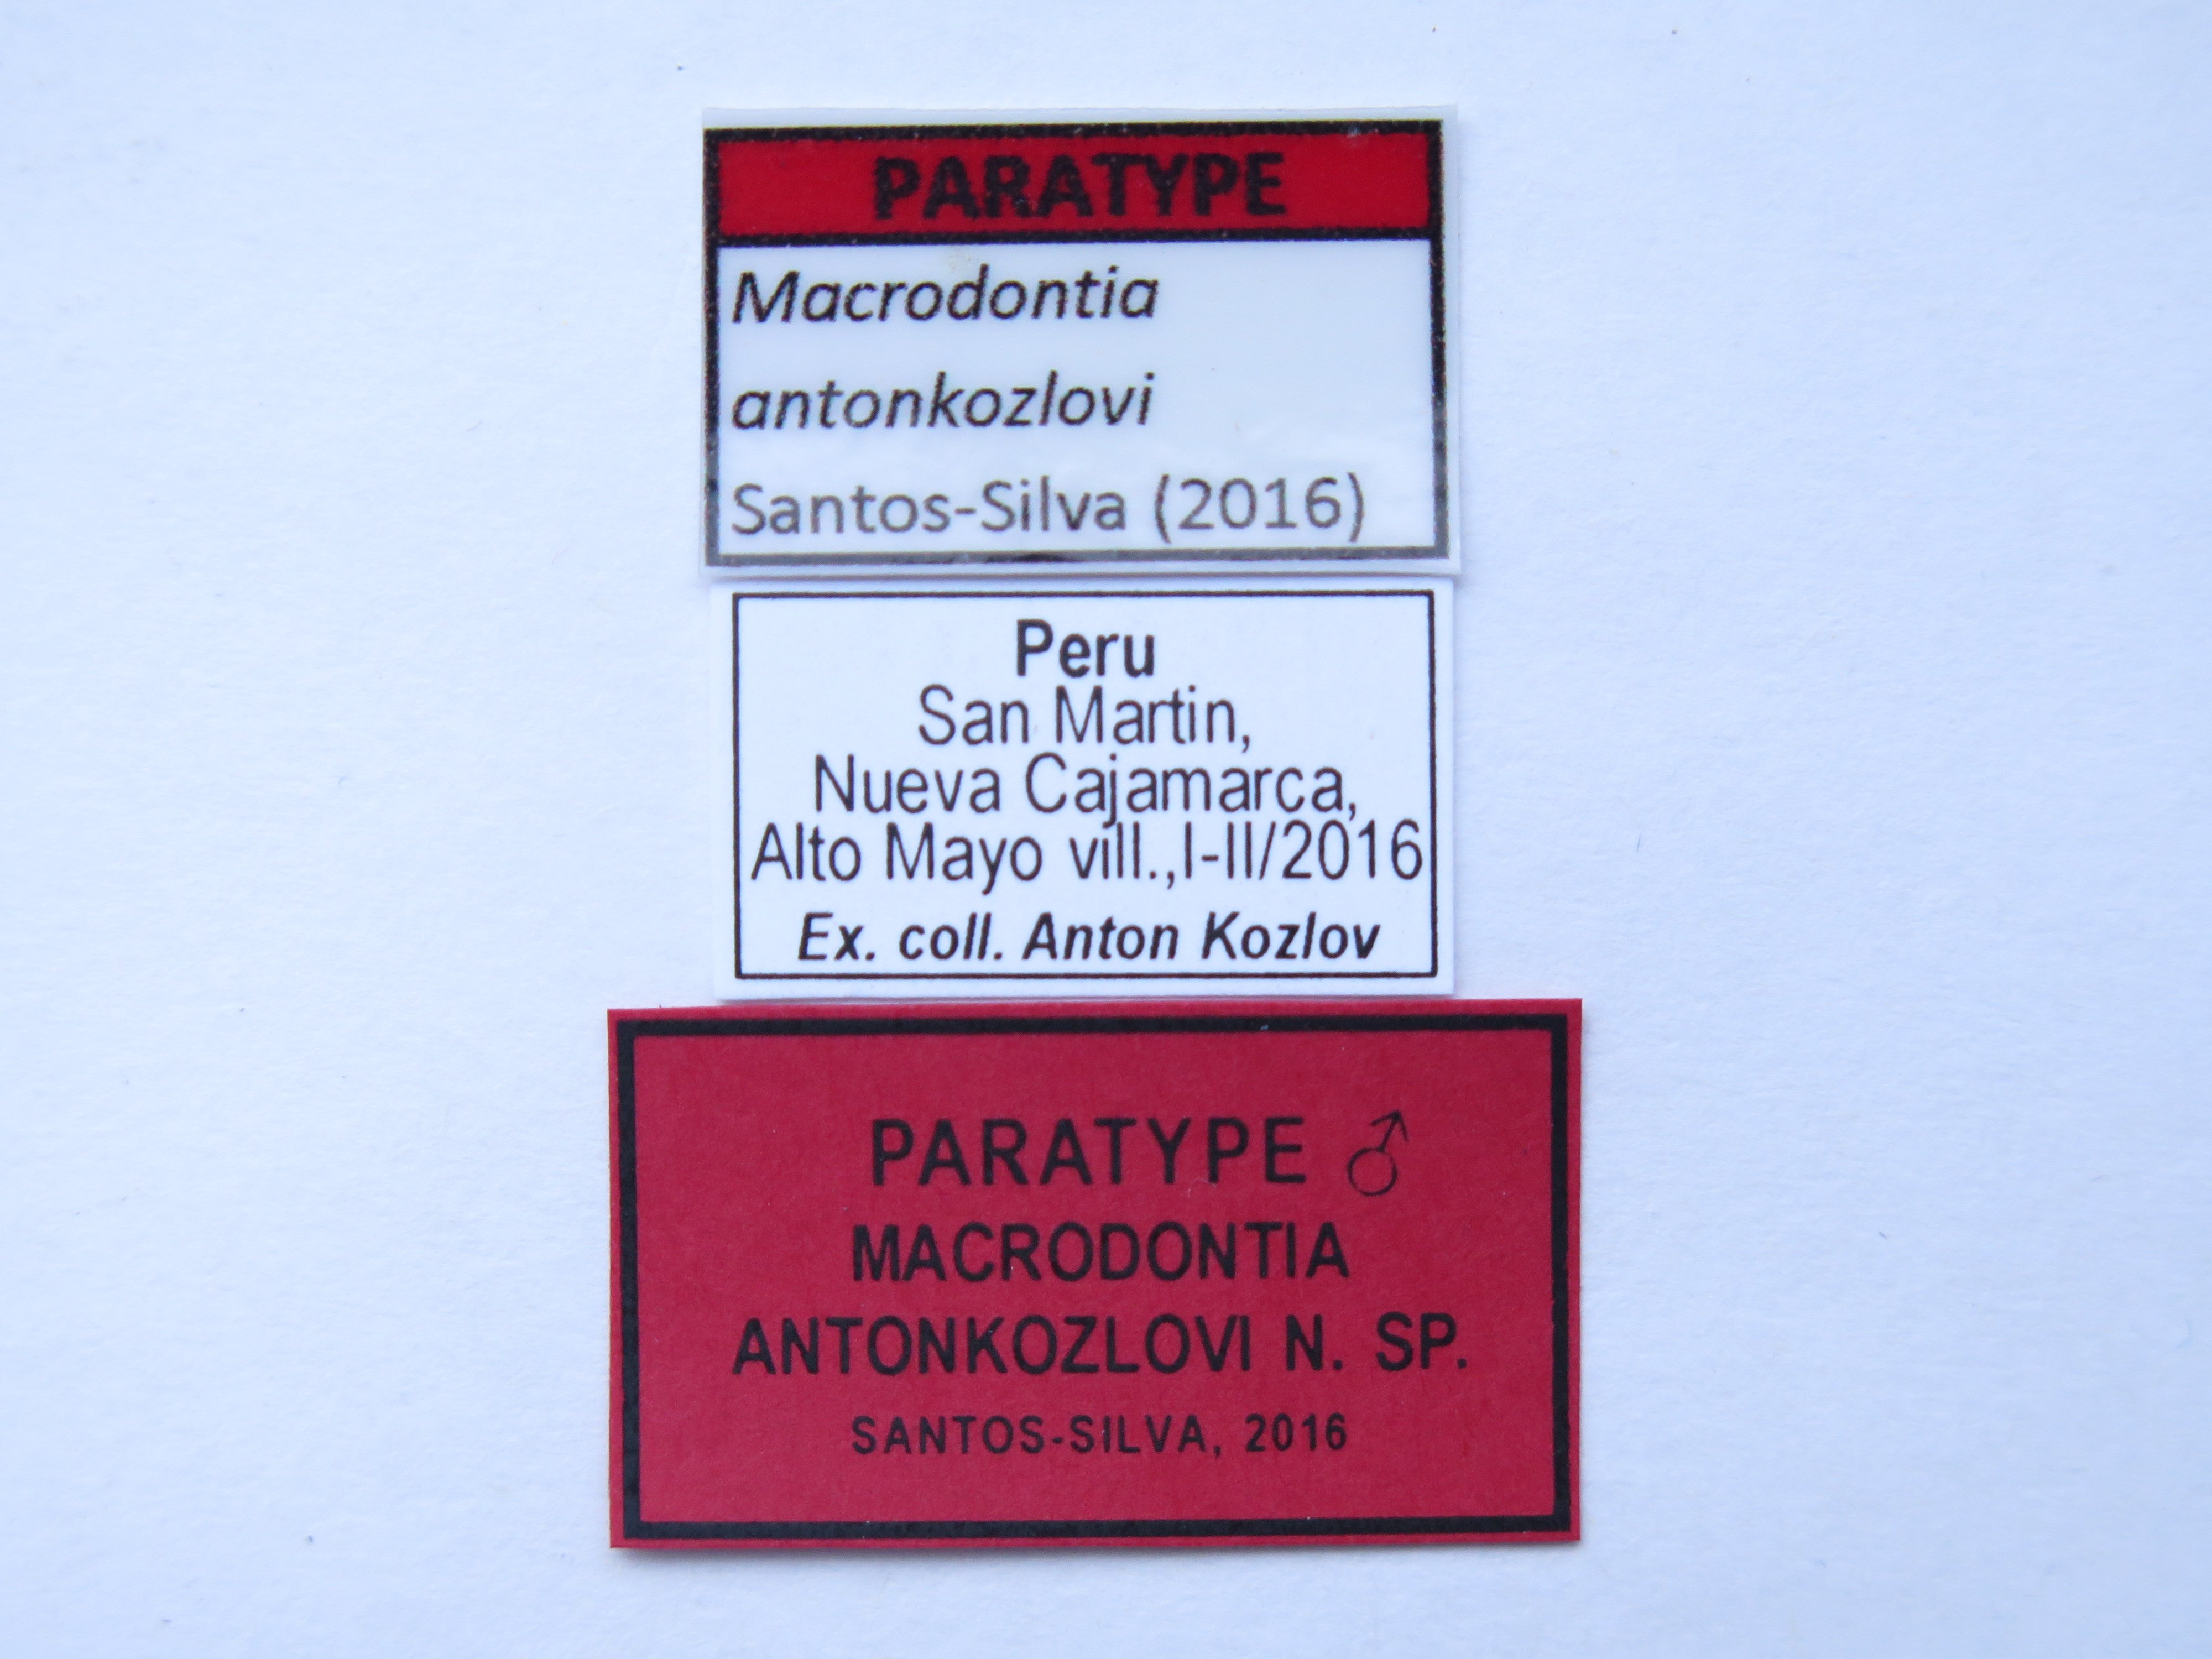 PARATYPE
Macrodontia
antonkozlovi
Santos-Silva (2016)
Peru
San Martin,
Nueva Cajamarca,
Alto Mayo vill.,I-II/2016
Ex. coll. Anton Kozlov
PARATYPE ♂
MACRODONTIA
ANTONKOZLOVI N. SP.
SANTOS-SILVA, 2016